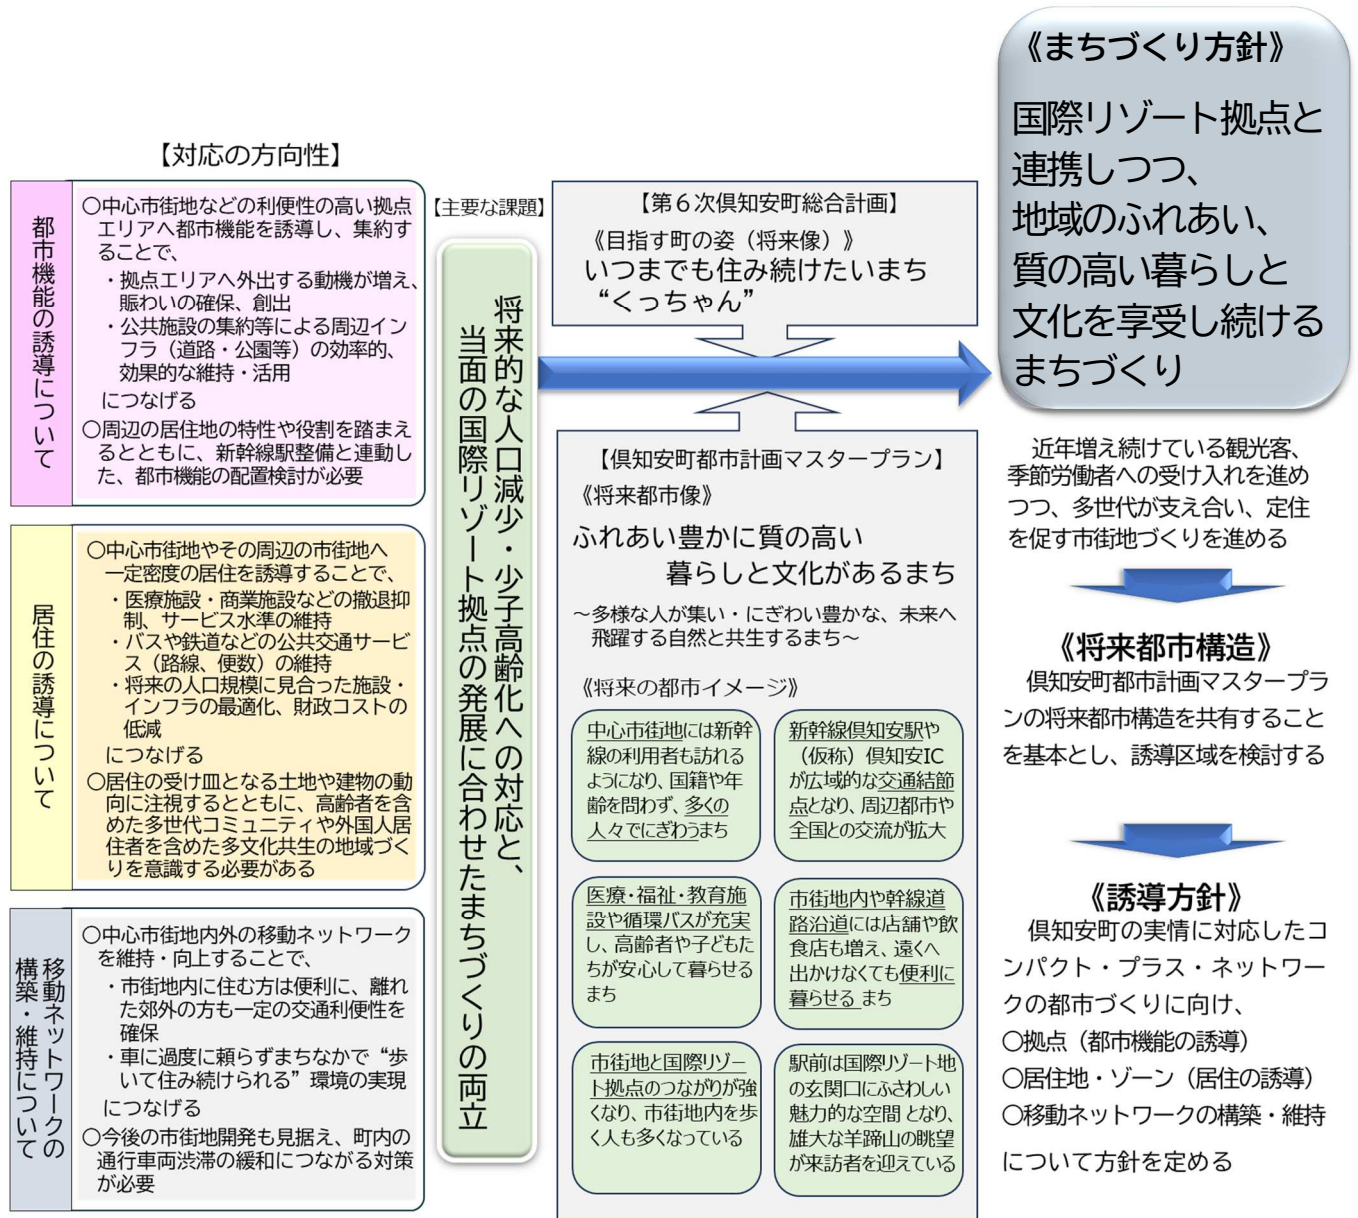 【対応の方向性】
都市機能の誘導について
○中心市街地などの利便性の高い拠点
エリアへ都市機能を誘導し、集約す
ることで、
・拠点エリアへ外出する動機が増え、
賑わいの確保、創出
・公共施設の集約等による周辺イン
フラ（道路・公園等）の効率的、
効果的な維持・活用
につなげる
○周辺の居住地の特性や役割を踏まえ
るとともに、新幹線駅整備と連動し
た、都市機能の配置検討が必要
居住の誘導について
○中心市街地やその周辺の市街地へ
一定密度の居住を誘導することで、
・医療施設・商業施設などの撤退抑
制、サービス水準の維持
・バスや鉄道などの公共交通サービ
ス（路線、便数）の維持
・将来の人口規模に見合った施設・
インフラの最適化、財政コストの
低減
につなげる
○居住の受け皿となる土地や建物の動
向に注視するとともに、高齢者を含
めた多世代コミュニティや外国人居
住者を含めた多文化共生の地域づく
りを意識する必要がある
移動ネットワークの
構築・維持について
○中心市街地内外の移動ネットワーク
を維持・向上することで、
・市街地内に住む方は便利に、離れ
た郊外の方も一定の交通利便性を
確保
・車に過度に頼らずまちなかで“歩
いて住み続けられる”環境の実現
につなげる
○今後の市街地開発も見据え、町内の
通行車両渋滞の緩和につながる対策
が必要
【主要な課題】
将来的な人口減少・少子高齢化への対応と、
当面の国際リゾート拠点の発展に合わせたまちづくりの両立
【第６次倶知安町総合計画】
《目指す町の姿（将来像）》
いつまでも住み続けたいまち
“くっちゃん”
【倶知安町都市計画マスタープラン】
《将来都市像》
ふれあい豊かに質の高い
暮らしと文化があるまち
～多様な人が集い・にぎわい豊かな、未来へ
飛躍する自然と共生するまち～
《将来の都市イメージ》
中心市街地には新幹
線の利用者も訪れる
ようになり、国籍や年
齢を問わず、多くの
人々でにぎわうまち
新幹線倶知安駅や
（仮称）倶知安IC
が広域的な交通結節
点となり、周辺都市や
全国との交流が拡大
医療・福祉・教育施
設や循環バスが充実
し、高齢者や子どもた
ちが安心して暮らせる
まち
市街地内や幹線道
路沿道には店舗や飲
食店も増え、遠くへ
出かけなくても便利に
暮らせる まち
市街地と国際リゾー
ト拠点のつながりが強
くなり、市街地内を歩
く人も多くなっている
駅前は国際リゾート地
の玄関口にふさわしい
魅力的な空間 となり、
雄大な羊蹄山の眺望
が来訪者を迎えている
《まちづくり方針》
国際リゾート拠点と
連携しつつ、
地域のふれあい、
質の高い暮らしと
文化を享受し続ける
まちづくり
近年増え続けている観光客、
季節労働者への受け入れを進め
つつ、多世代が支え合い、定住
を促す市街地づくりを進める
《将来都市構造》
倶知安町都市計画マスタープラ
ンの将来都市構造を共有すること
を基本とし、誘導区域を検討する
《誘導方針》
倶知安町の実情に対応したコ
ンパクト・プラス・ネットワー
クの都市づくりに向け、
○拠点（都市機能の誘導）
○居住地・ゾーン（居住の誘導）
○移動ネットワークの構築・維持
について方針を定める